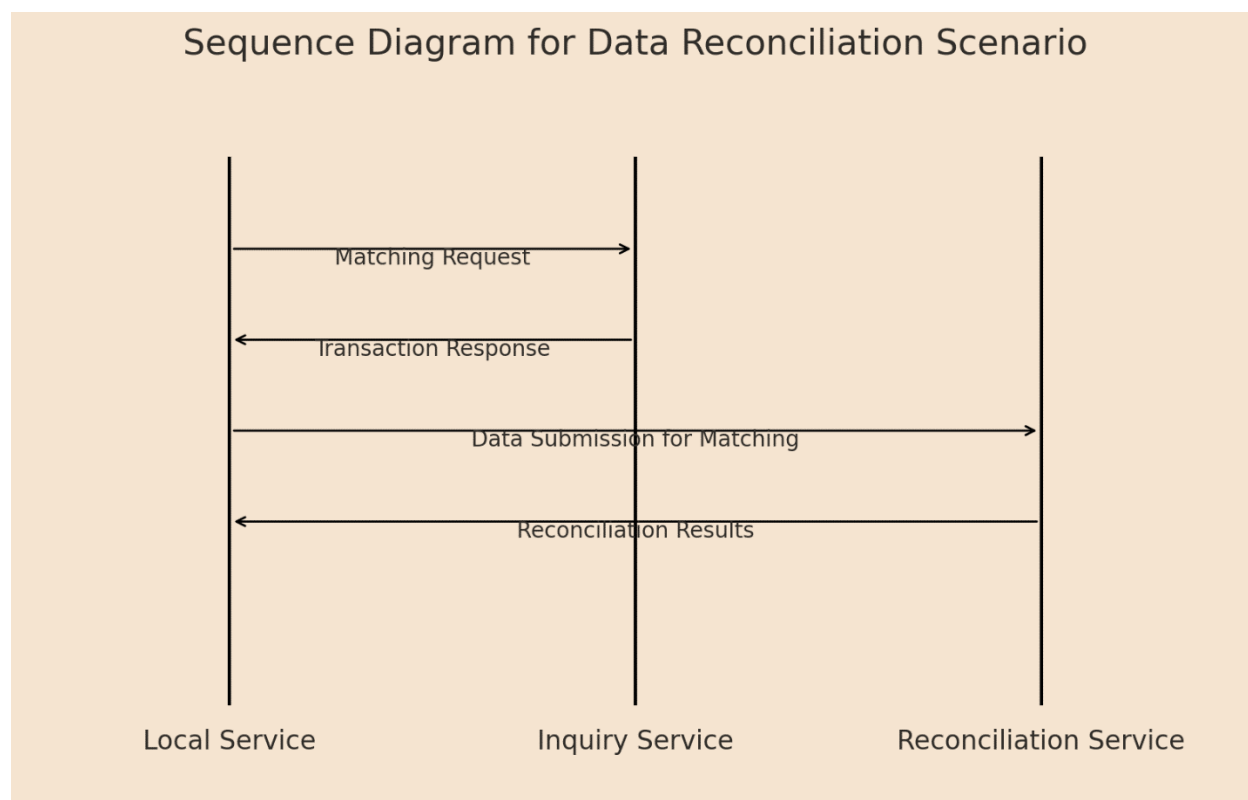 Sequence Diagram for Data Reconciliation Scenario
Matching Request
Transaction Response
Data Submission for Matching
Reconciliation Results
Local Service
Inquiry Service
Reconciliation Service